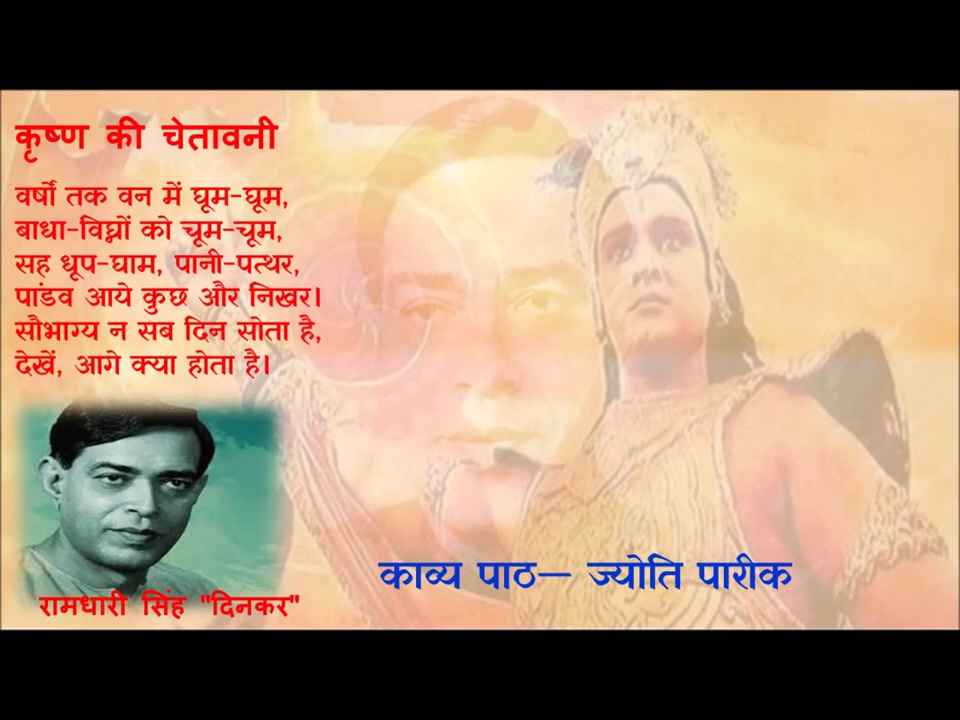 कृष्ण की चेतावनी
वर्षों तक वन में घूम-घूम,
बाधा-विघ्नों को चूम-चूम,
सह धूप-घाम, पानी-पत्थर,
पांडव आये कुछ और निखर।
सौभाग्य न सब दिन सोता है,
देखें, आगे क्या होता है।
रामधारी सिंह "दिनकर"
काव्य पाठ– ज्योति पारीक